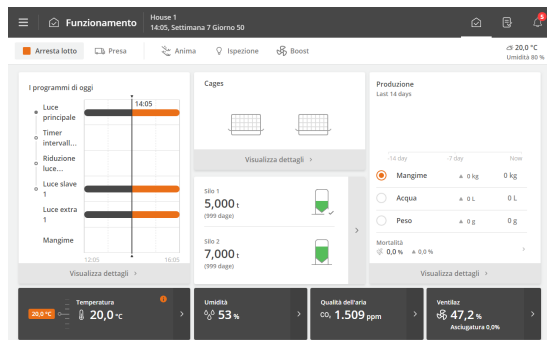 Funzionamento
House 1
14:05, Settimana 7 Giorno 50
5
Arresta lotto
Presa
Anima
Ispezione
Boost
20,0 °C
Umidità 80 %
I programmi di oggi
14:05
Luce
principale
Timer
intervall...
Riduzione
luce...
Luce slave
1
Luce extra
1
Mangime
12:05
16:05
Visualizza dettagli
Cages
Visualizza dettagli
Silo 1
5,000 t
(999 dage)
Silo 2
7,000 t
(999 dage)
Produzione
Last 14 days
-14 day
-7 day
Now
Mangime
▲ 0 kg
0 kg
Acqua
▲ 0 L
0 L
Peso
▲ 0 g
0 g
Mortalità
0,0 % ▲ 0,0 %
Visualizza dettagli
20,0 °C
Temperatura
20,0 °C
Umidità
53 %
Qualità dell'aria
CO₂ 1.509 ppm
Ventilaz
47,2 %
Asciugatura 0,0%